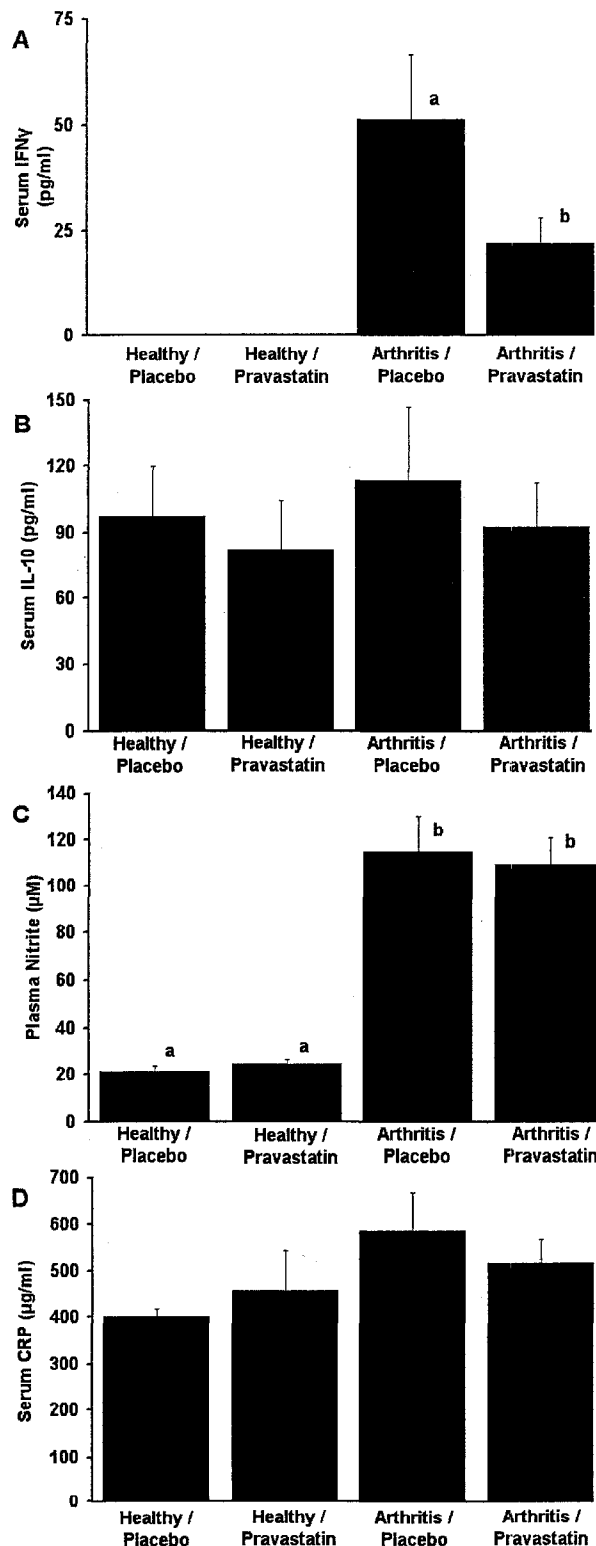 A
Serum IFNγ
(pg/ml)
75
50
25
0
a
b
Healthy /
Placebo
Healthy /
Pravastatin
Arthritis /
Placebo
Arthritis /
Pravastatin
B
Serum IL-10 (pg/ml)
150
120
90
60
30
0
Healthy /
Placebo
Healthy /
Pravastatin
Arthritis /
Placebo
Arthritis /
Pravastatin
C
Plasma Nitrite (µM)
140
120
100
80
60
40
20
0
a
a
b
b
Healthy /
Placebo
Healthy /
Pravastatin
Arthritis /
Placebo
Arthritis /
Pravastatin
D
Serum CRP (µg/ml)
700
600
500
400
300
200
100
0
Healthy /
Placebo
Healthy /
Pravastatin
Arthritis /
Placebo
Arthritis /
Pravastatin